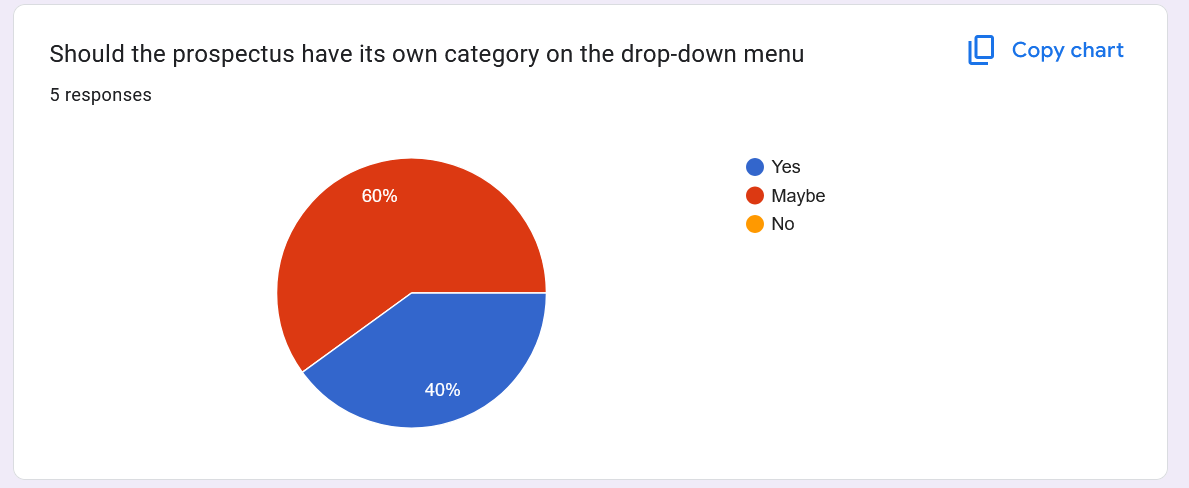 Should the prospectus have its own category on the drop-down menu
Copy chart
5 responses
Yes
Maybe
No
60%
40%